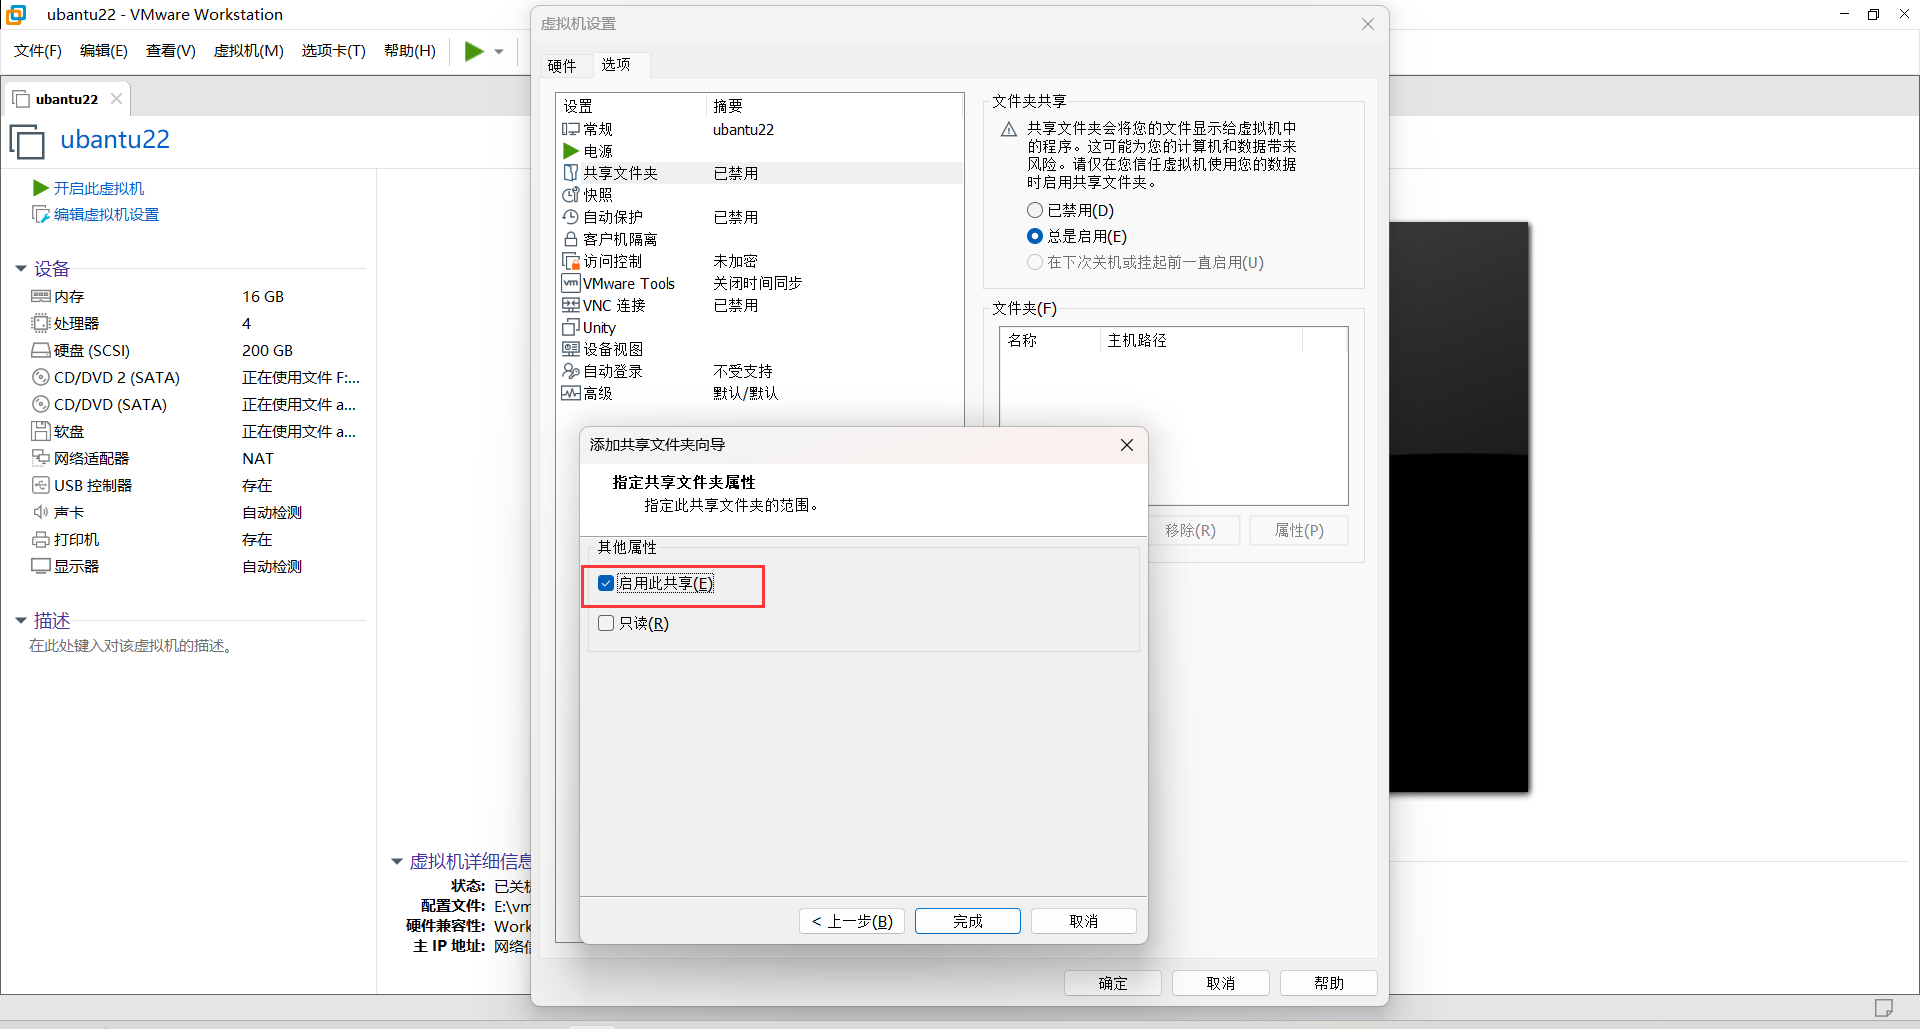 ubantu22 - VMware Workstation
文件(F) 编辑(E) 查看(V) 虚拟机(M) 选项卡(T) 帮助(H)
ubantu22
ubantu22
开启此虚拟机
编辑虚拟机设置
设备
内存 16 GB
处理器 4
硬盘 (SCSI) 200 GB
CD/DVD 2 (SATA) 正在使用文件 F:...
CD/DVD (SATA) 正在使用文件 a...
软盘 正在使用文件 a...
网络适配器 NAT
USB 控制器 存在
声卡 自动检测
打印机 存在
显示器 自动检测
描述
在此处键入对该虚拟机的描述。
虚拟机详细信息
状态: 已关
配置文件: E:\vm
硬件兼容性: Work
主 IP 地址: 网络信
虚拟机设置
硬件 选项
设置 摘要
常规 ubantu22
电源
共享文件夹 已禁用
快照
自动保护 已禁用
客户机隔离
访问控制 未加密
VMware Tools 关闭时间同步
VNC 连接 已禁用
Unity
设备视图
自动登录 不受支持
高级 默认/默认
文件夹共享
共享文件夹会将您的文件显示给虚拟机中
的程序。这可能为您的计算机和数据带来
风险。请仅在您信任虚拟机使用您的数据
时启用共享文件夹。
已禁用(D)
总是启用(E)
在下次关机或挂起前一直启用(U)
文件夹(F)
名称 主机路径
移除(R) 属性(P)
添加共享文件夹向导
指定共享文件夹属性
指定此共享文件夹的范围。
其他属性
启用此共享(E)
只读(R)
< 上一步(B) 完成 取消
确定 取消 帮助